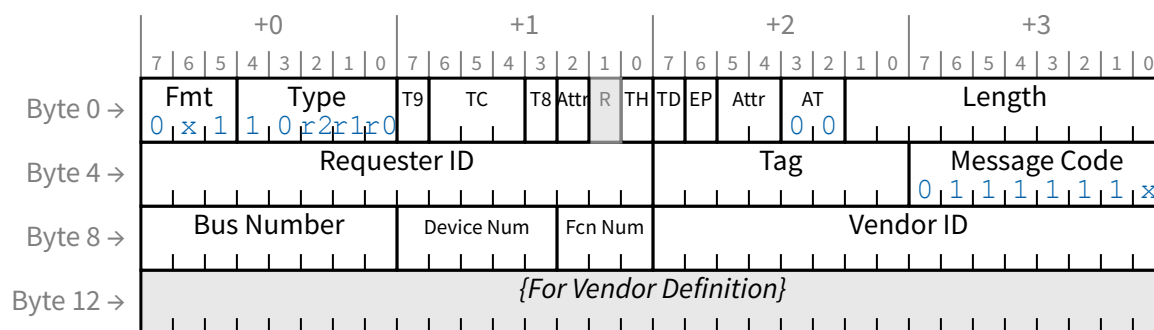 +0 +1 +2 +3
7 6 5 4 3 2 1 0 7 6 5 4 3 2 1 0 7 6 5 4 3 2 1 0 7 6 5 4 3 2 1 0
Byte 0 → Fmt Type T9 TC T8 Attr R TH TD EP Attr AT Length
0 x 1 1 0 r2r1r0 0 0
Byte 4 → Requester ID Tag Message Code
0 1 1 1 1 1 1 x
Byte 8 → Bus Number Device Num Fcn Num Vendor ID
Byte 12 → {For Vendor Definition}